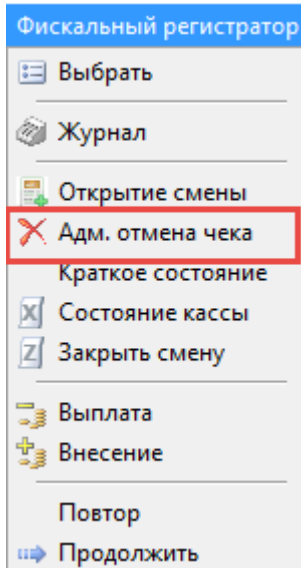 Фискальный регистратор
Выбрать
Журнал
Открытие смены
Адм. отмена чека
Краткое состояние
X Состояние кассы
Z Закрыть смену
Выплата
Внесение
Повтор
Продолжить